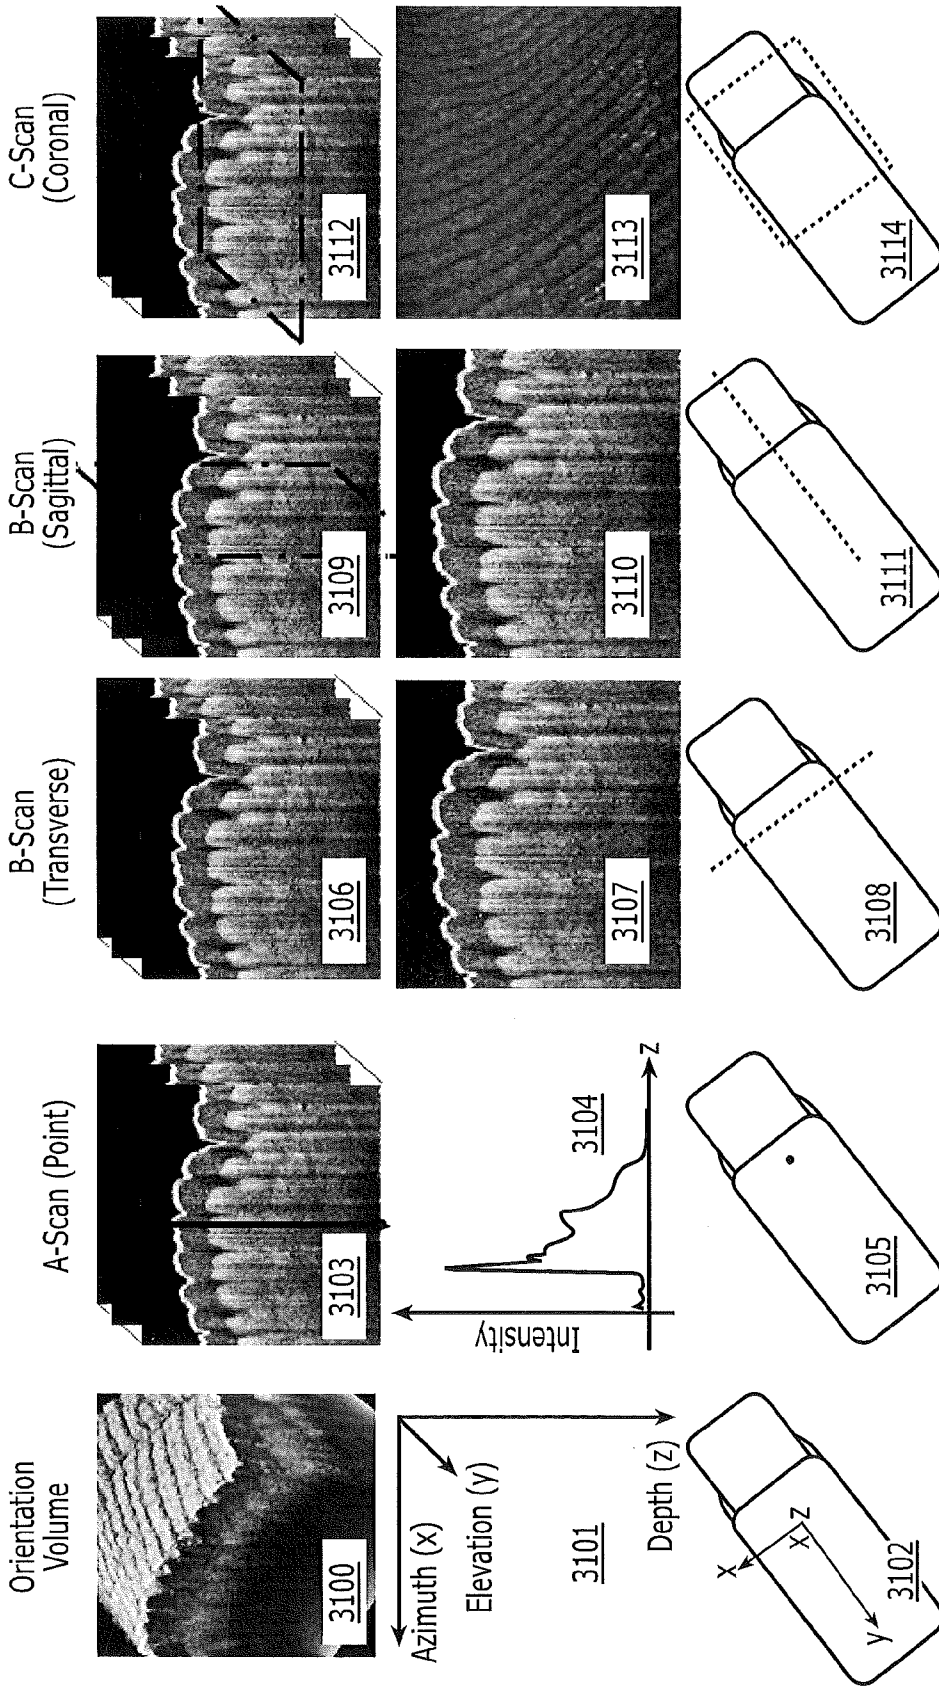 Orientation
Volume
3100
Azimuth (x)
Elevation (y)
3101
Depth (z)
x
x
z
y
3102
A-Scan (Point)
3103
Intensity
3104
z
3105
B-Scan
(Transverse)
3106
3107
3108
B-Scan
(Sagittal)
3109
3110
3111
C-Scan
(Coronal)
3112
3113
3114